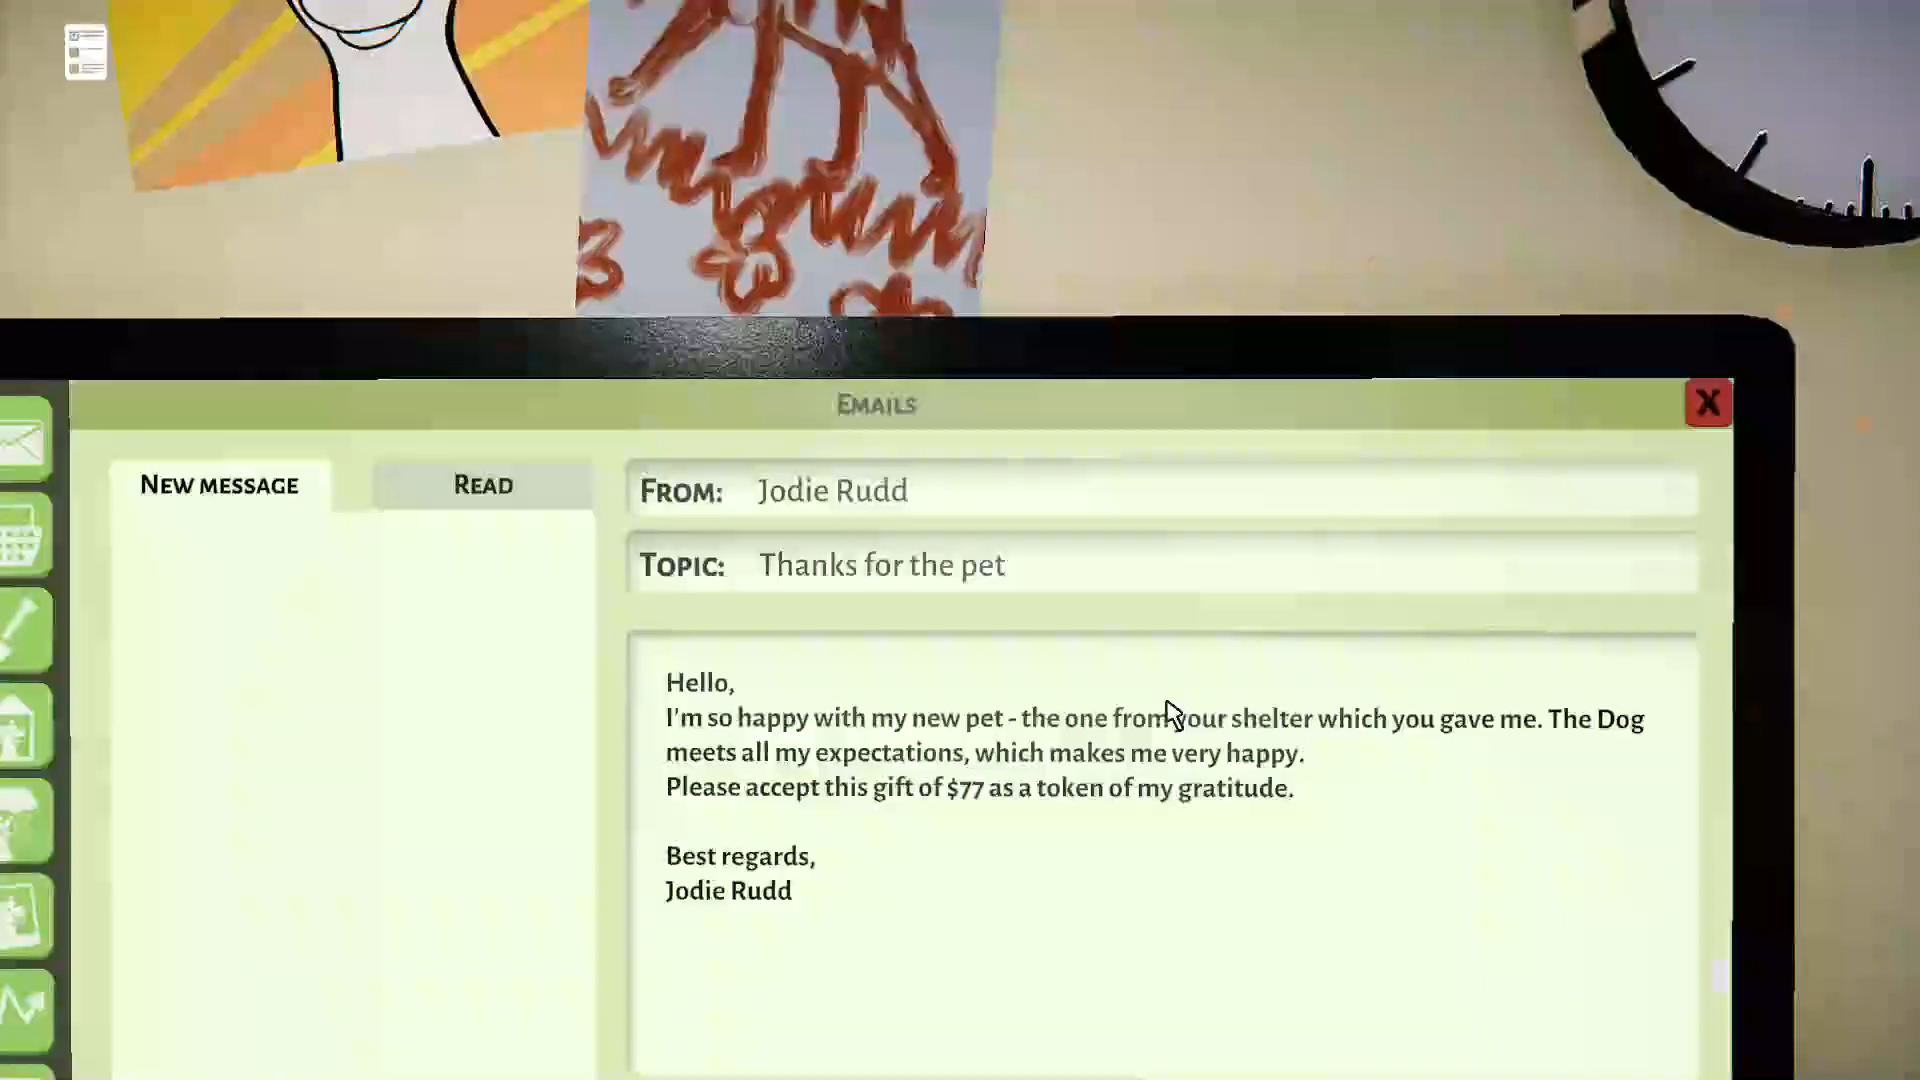 EMAILS
X
NEW MESSAGE
READ
FROM: Jodie Rudd
TOPIC: Thanks for the pet
Hello,
I'm so happy with my new pet - the one from your shelter which you gave me. The Dog
meets all my expectations, which makes me very happy.
Please accept this gift of $77 as a token of my gratitude.
Best regards,
Jodie Rudd